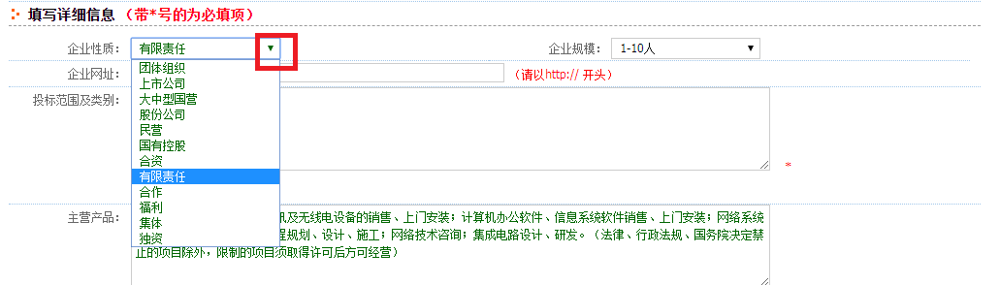 填写详细信息 （带*号的为必填项）
企业性质： 有限责任 ▼ 企业规模： 1-10人 ▼
团体组织
企业网址： （请以http:// 开头）
上市公司
大中型国营
投标范围及类别：
股份公司
民营
国有控股
合资
*
有限责任
合作
福利
主营产品： 及无线电设备的销售、上门安装；计算机办公软件、信息系统软件销售、上门安装；网络系统
集体
规划、设计、施工；网络技术咨询；集成电路设计、研发。（法律、行政法规、国务院决定禁
独资
止的项目除外，限制的项目须取得许可后方可经营）